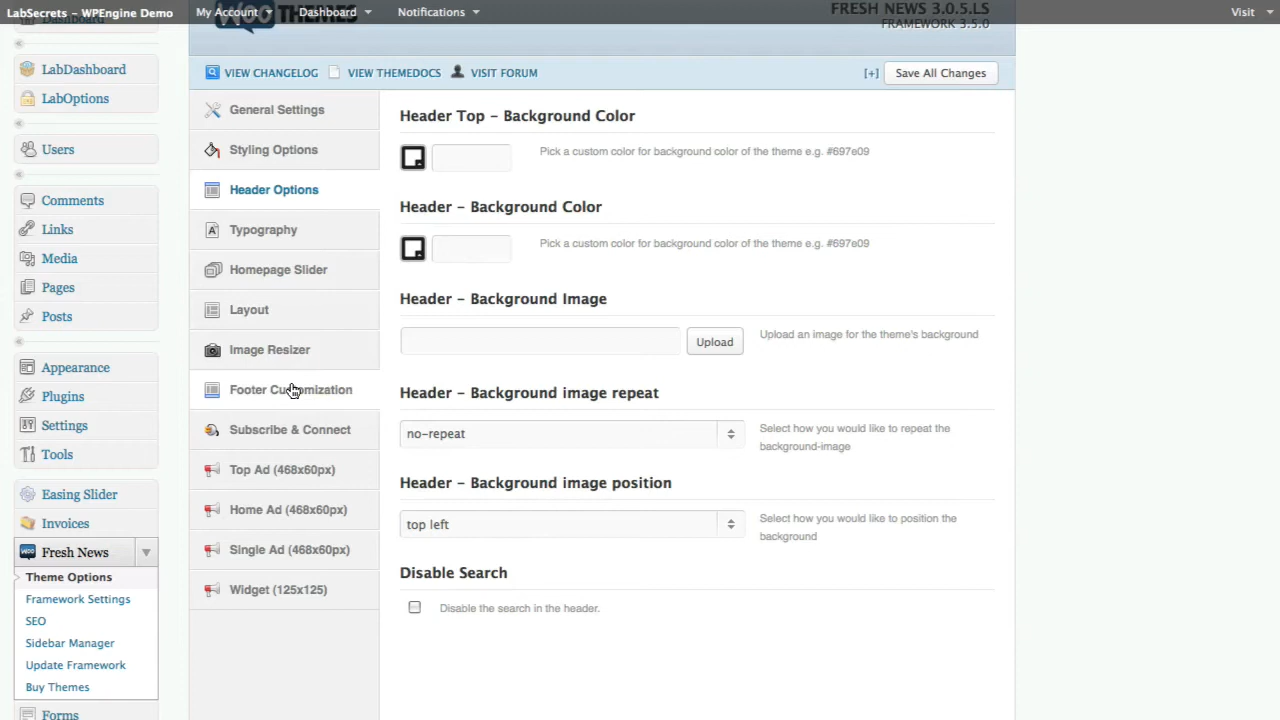 LabSecrets – WPEngine Demo
My Account
Dashboard
Notifications
Visit
Dashboard
LabDashboard
LabOptions
Users
Comments
Links
Media
Pages
Posts
Appearance
Plugins
Settings
Tools
Easing Slider
Invoices
Fresh News
Theme Options
Framework Settings
SEO
Sidebar Manager
Update Framework
Buy Themes
Forms
WOOTHEMES
FRESH NEWS 3.0.5.LS
FRAMEWORK 3.5.0
VIEW CHANGELOG
VIEW THEMEDOCS
VISIT FORUM
[+]
Save All Changes
General Settings
Styling Options
Header Options
Typography
Homepage Slider
Layout
Image Resizer
Footer Customization
Subscribe & Connect
Top Ad (468x60px)
Home Ad (468x60px)
Single Ad (468x60px)
Widget (125x125)
Header Top – Background Color
Pick a custom color for background color of the theme e.g. #697e09
Header – Background Color
Pick a custom color for background color of the theme e.g. #697e09
Header – Background Image
Upload
Upload an image for the theme's background
Header – Background image repeat
no-repeat
Select how you would like to repeat the
background-image
Header – Background image position
top left
Select how you would like to position the
background
Disable Search
Disable the search in the header.